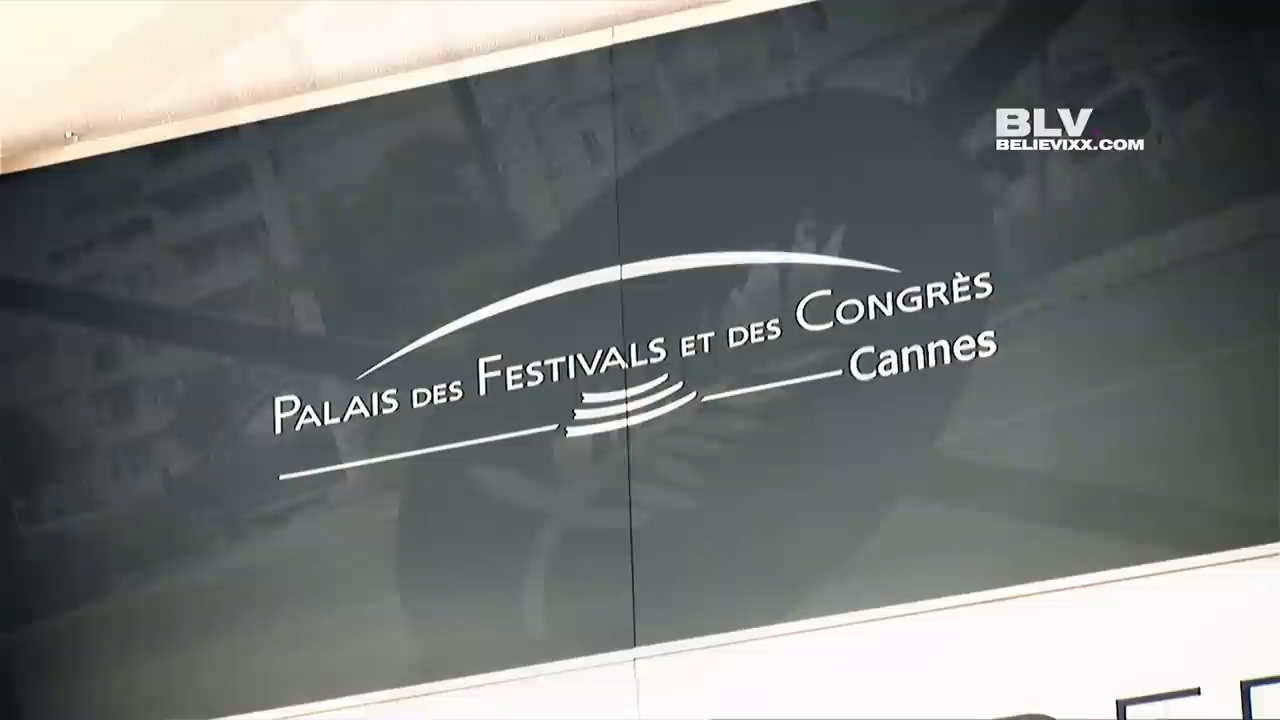 BLV.
BELIEVIXX.COM
PALAIS DES FESTIVALS ET DES CONGRÈS
Cannes